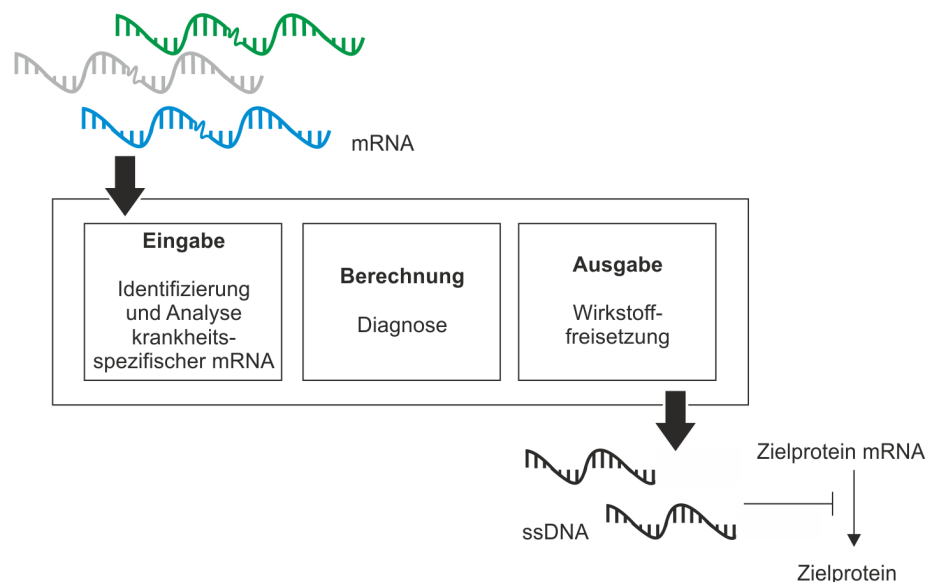 mRNA
Eingabe
Identifizierung
und Analyse
krankheits-
spezifischer mRNA
Berechnung
Diagnose
Ausgabe
Wirkstoff-
freisetzung
Zielprotein mRNA
ssDNA
Zielprotein